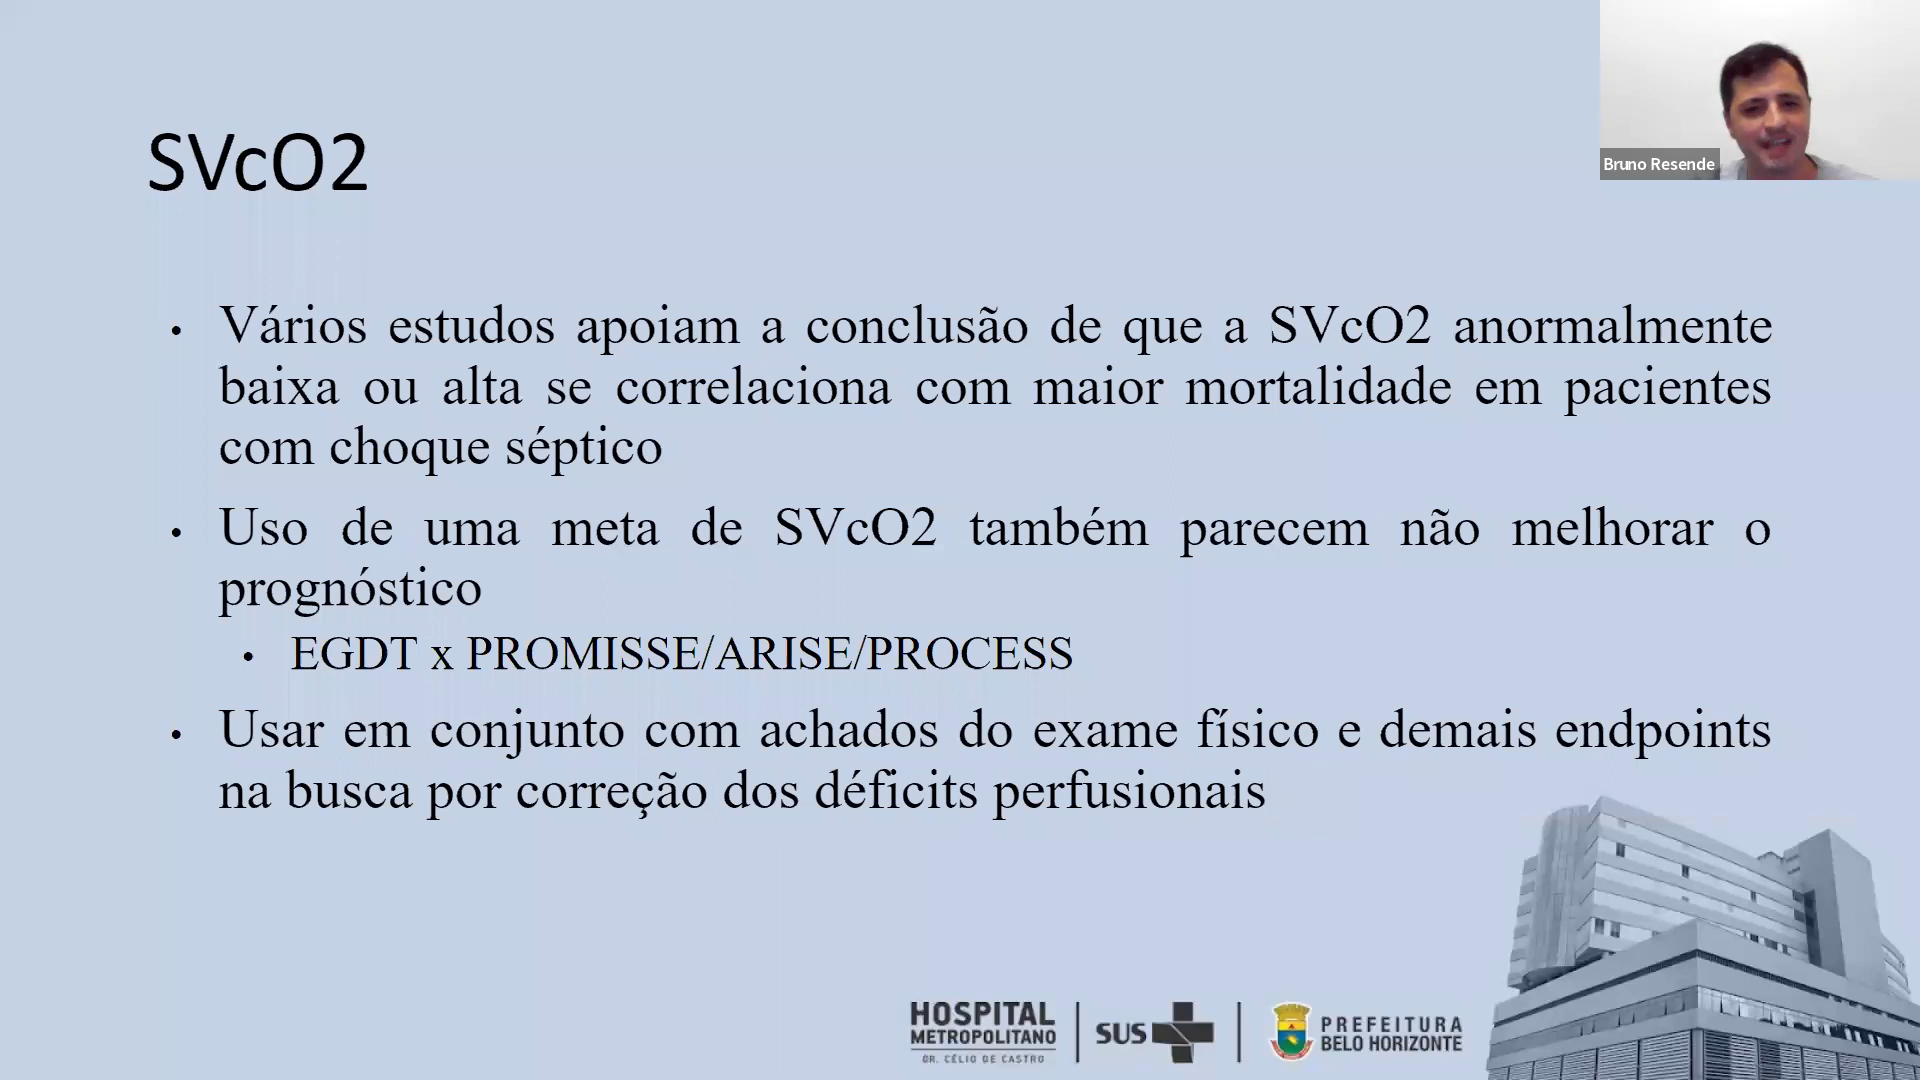 Bruno Resende
SVcO2
• Vários estudos apoiam a conclusão de que a SVcO2 anormalmente
baixa ou alta se correlaciona com maior mortalidade em pacientes
com choque séptico
• Uso de uma meta de SVcO2 também parecem não melhorar o
prognóstico
• EGDT x PROMISSE/ARISE/PROCESS
• Usar em conjunto com achados do exame físico e demais endpoints
na busca por correção dos déficits perfusionais
HOSPITAL
METROPOLITANO
DR. CÉLIO DE CASTRO
SUS
PREFEITURA
BELO HORIZONTE